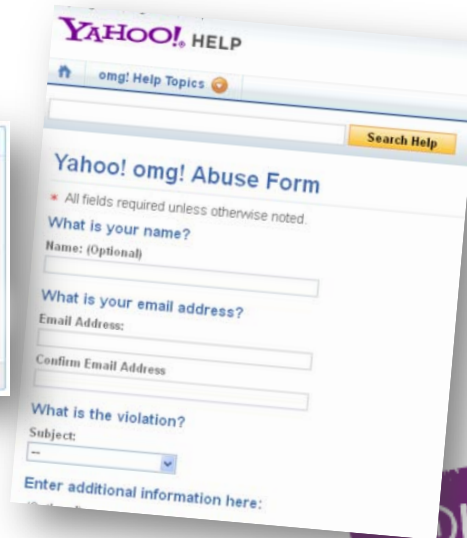 YAHOO!® HELP
omg! Help Topics
Search Help
Yahoo! omg! Abuse Form
* All fields required unless otherwise noted.
What is your name?
Name: (Optional)
What is your email address?
Email Address:
Confirm Email Address
What is the violation?
Subject:
--
Enter additional information here: